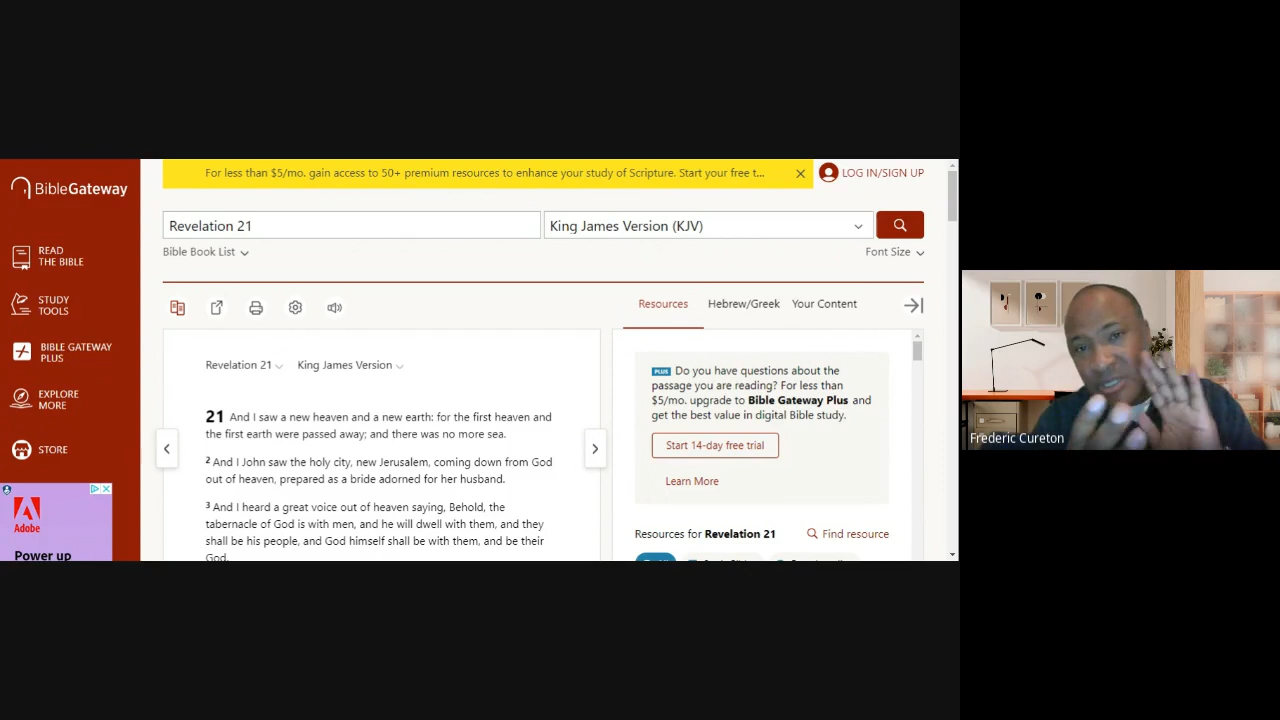 BibleGateway
READ
THE BIBLE
STUDY
TOOLS
BIBLE GATEWAY
PLUS
EXPLORE
MORE
STORE
Adobe
Power up
For less than $5/mo. gain access to 50+ premium resources to enhance your study of Scripture. Start your free t...
LOG IN/SIGN UP
Revelation 21
King James Version (KJV)
Bible Book List
Font Size
Revelation 21 King James Version
21 And I saw a new heaven and a new earth: for the first heaven and
the first earth were passed away; and there was no more sea.
2 And I John saw the holy city, new Jerusalem, coming down from God
out of heaven, prepared as a bride adorned for her husband.
3 And I heard a great voice out of heaven saying, Behold, the
tabernacle of God is with men, and he will dwell with them, and they
shall be his people, and God himself shall be with them, and be their
God.
Resources Hebrew/Greek Your Content
PLUS Do you have questions about the
passage you are reading? For less than
$5/mo. upgrade to Bible Gateway Plus and
get the best value in digital Bible study.
Start 14-day free trial
Learn More
Resources for Revelation 21 Find resource
Frederic Cureton